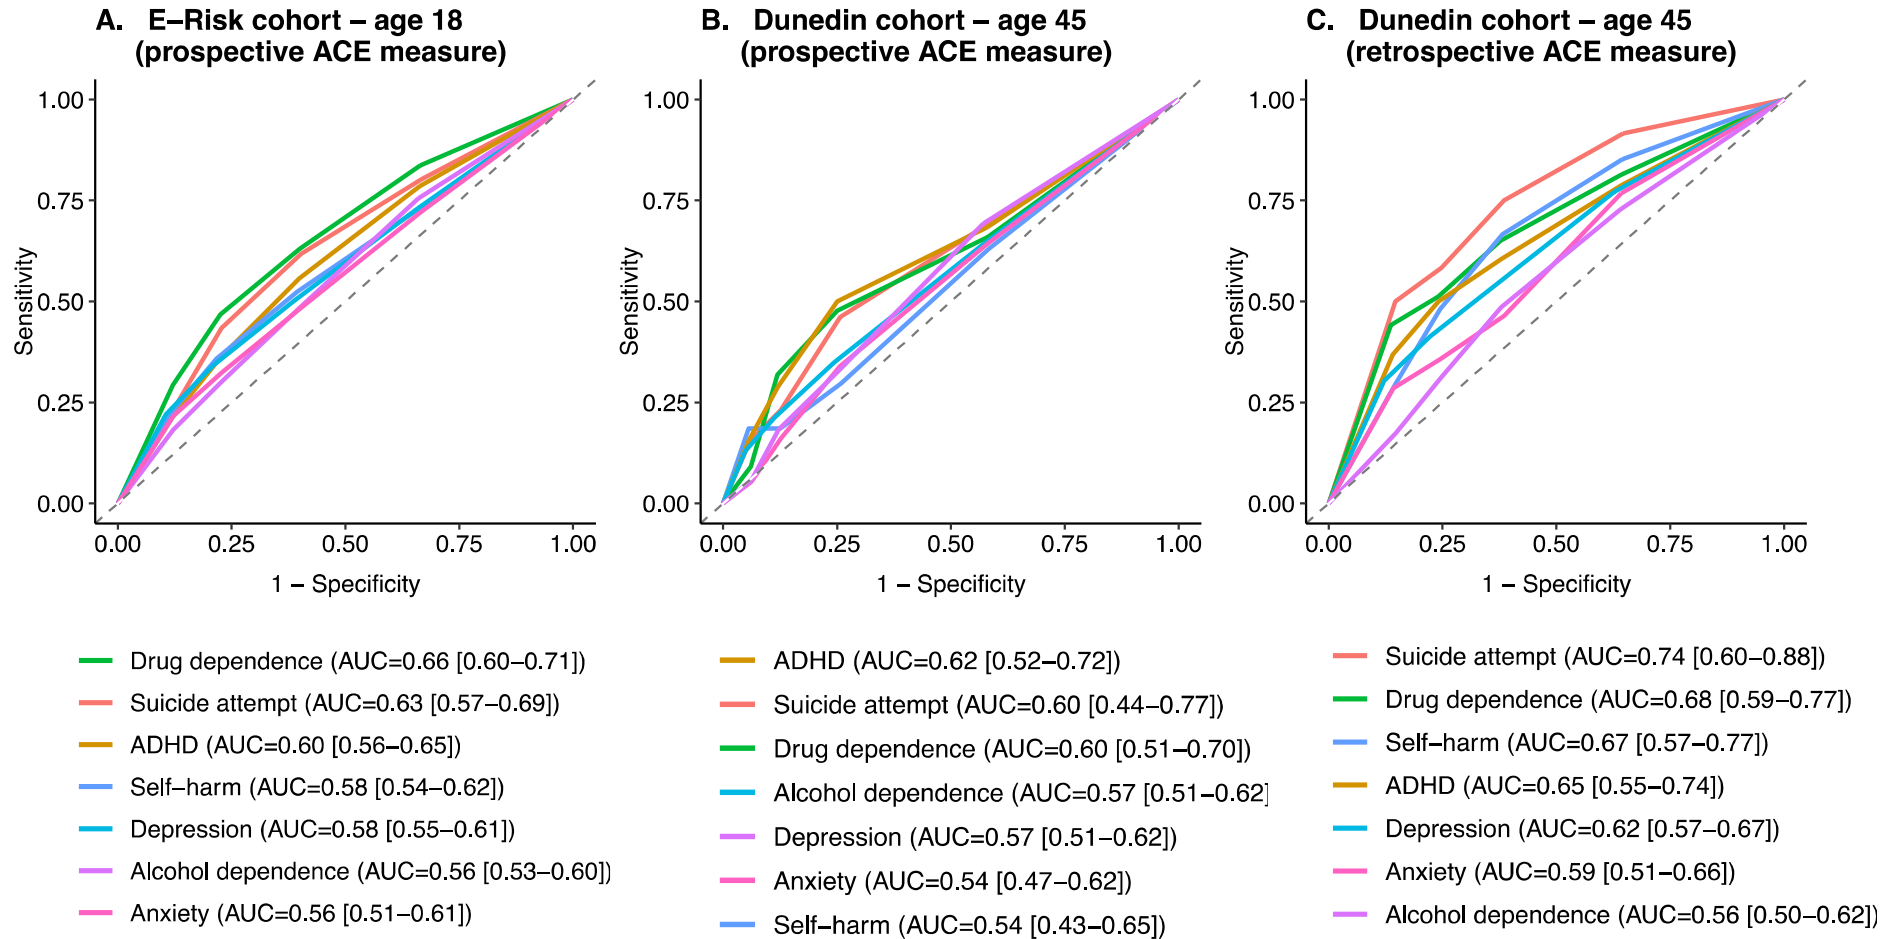 A. E–Risk cohort – age 18
(prospective ACE measure)
1.00
0.75
0.50
0.25
0.00
Sensitivity
0.00 0.25 0.50 0.75 1.00
1 – Specificity
Drug dependence (AUC=0.66 [0.60–0.71])
Suicide attempt (AUC=0.63 [0.57–0.69])
ADHD (AUC=0.60 [0.56–0.65])
Self–harm (AUC=0.58 [0.54–0.62])
Depression (AUC=0.58 [0.55–0.61])
Alcohol dependence (AUC=0.56 [0.53–0.60])
Anxiety (AUC=0.56 [0.51–0.61])
B. Dunedin cohort – age 45
(prospective ACE measure)
1.00
0.75
0.50
0.25
0.00
Sensitivity
0.00 0.25 0.50 0.75 1.00
1 – Specificity
ADHD (AUC=0.62 [0.52–0.72])
Suicide attempt (AUC=0.60 [0.44–0.77])
Drug dependence (AUC=0.60 [0.51–0.70])
Alcohol dependence (AUC=0.57 [0.51–0.62]
Depression (AUC=0.57 [0.51–0.62])
Anxiety (AUC=0.54 [0.47–0.62])
Self–harm (AUC=0.54 [0.43–0.65])
C. Dunedin cohort – age 45
(retrospective ACE measure)
1.00
0.75
0.50
0.25
0.00
Sensitivity
0.00 0.25 0.50 0.75 1.00
1 – Specificity
Suicide attempt (AUC=0.74 [0.60–0.88])
Drug dependence (AUC=0.68 [0.59–0.77])
Self–harm (AUC=0.67 [0.57–0.77])
ADHD (AUC=0.65 [0.55–0.74])
Depression (AUC=0.62 [0.57–0.67])
Anxiety (AUC=0.59 [0.51–0.66])
Alcohol dependence (AUC=0.56 [0.50–0.62])